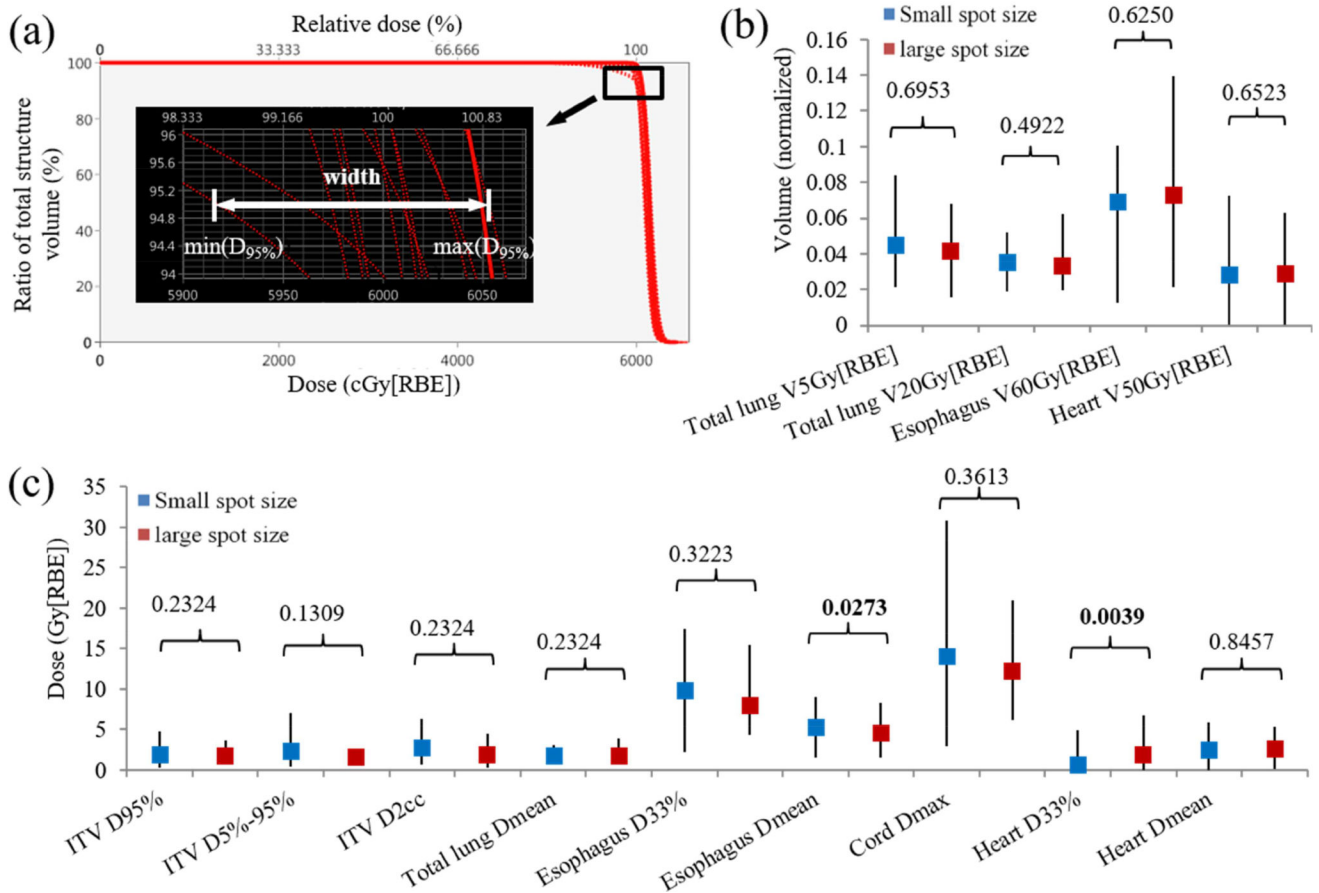 (a)
Relative dose (%)
0 33.333 66.666 100
100
80
60
40
20
0
Ratio of total structure
volume (%)
98.333 99.166 100 100.83
96
95.6
95.2
94.8
94.4
94
width
min(D95%) max(D95%)
5900 5950 6000 6050
0 2000 4000 6000
Dose (cGy[RBE])
(b)
Small spot size
large spot size
0.6250
0.6953
0.4922
0.6523
0.16
0.14
0.12
0.10
0.08
0.06
0.04
0.02
0
Volume (normalized)
Total lung V5Gy[RBE]
Total lung V20Gy[RBE]
Esophagus V60Gy[RBE]
Heart V50Gy[RBE]
(c)
Small spot size
large spot size
35
30
25
20
15
10
5
0
Dose (Gy[RBE])
0.2324
0.1309
0.2324
0.2324
0.3223
0.0273
0.3613
0.0039
0.8457
ITV D95%
ITV D5%-95%
ITV D2cc
Total lung Dmean
Esophagus D33%
Esophagus Dmean
Cord Dmax
Heart D33%
Heart Dmean